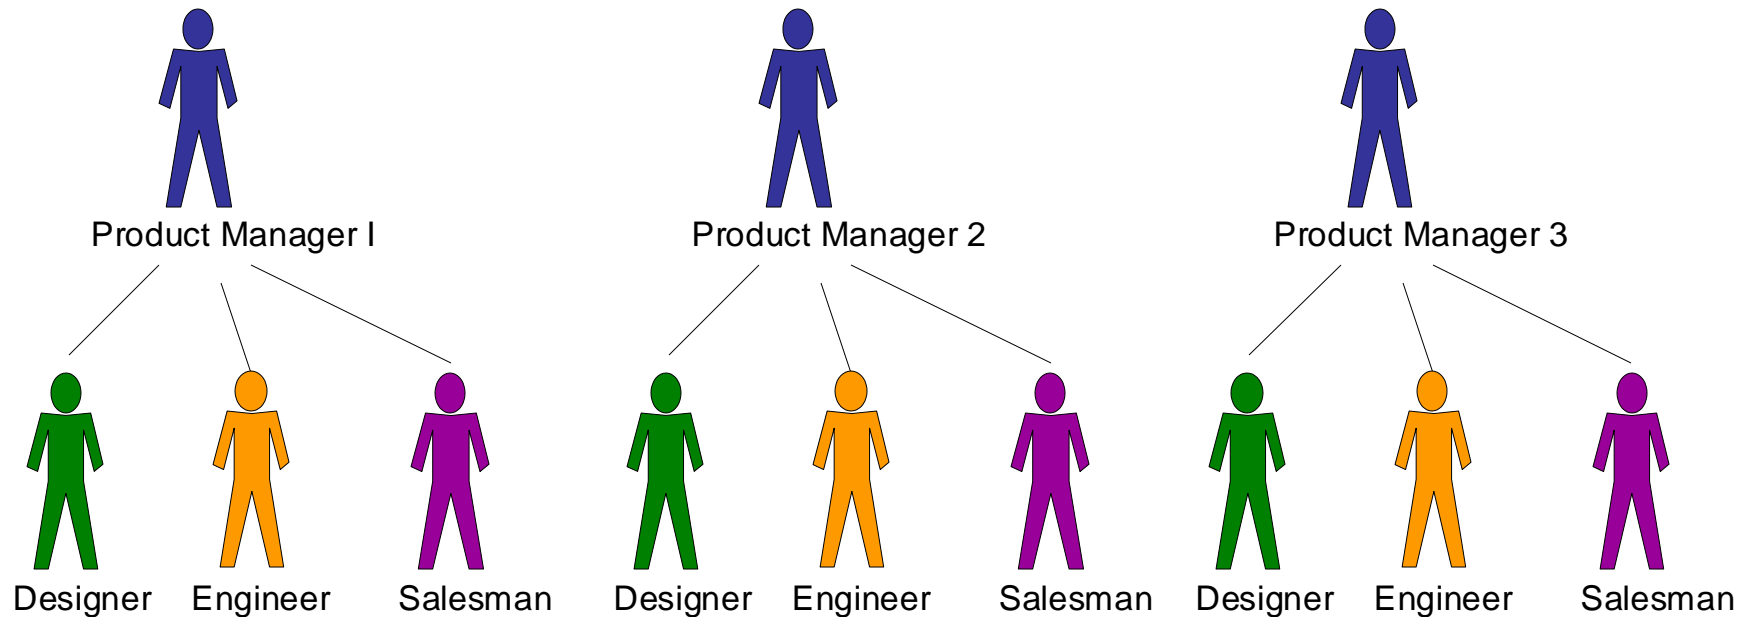 Product Manager I
Product Manager 2
Product Manager 3
Designer
Engineer
Salesman
Designer
Engineer
Salesman
Designer
Engineer
Salesman